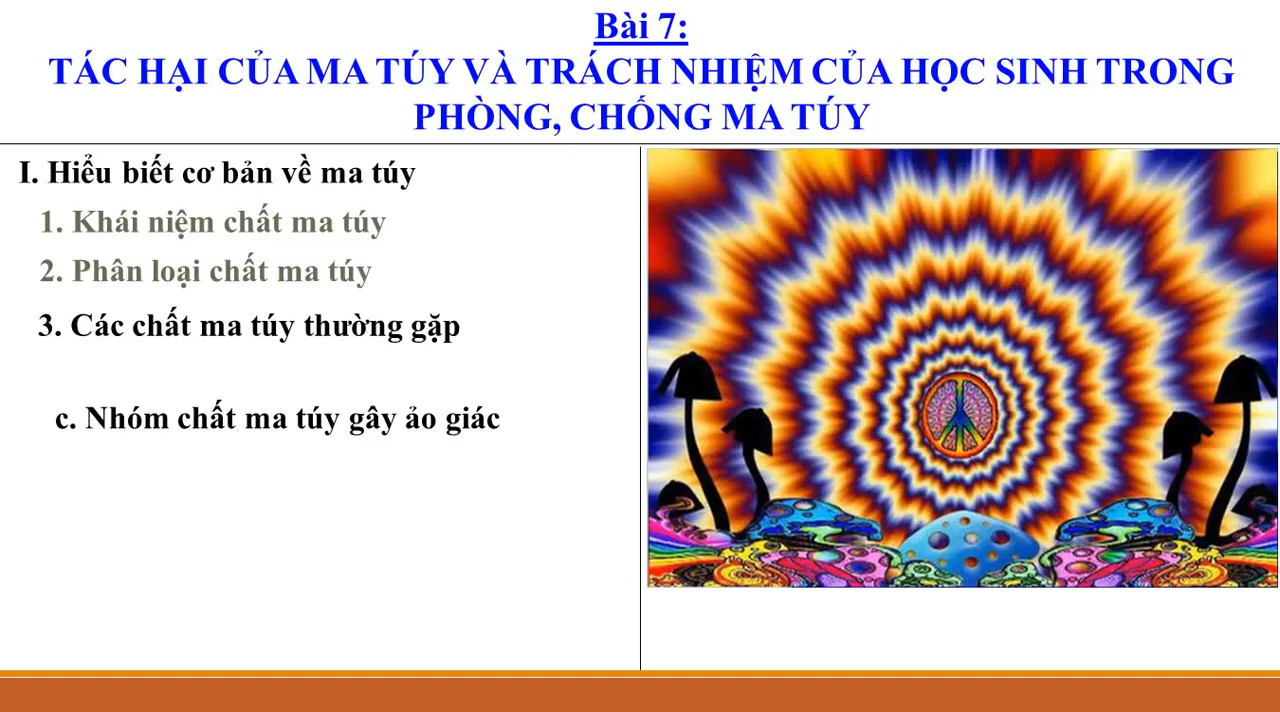 Bài 7:
TÁC HẠI CỦA MA TÚY VÀ TRÁCH NHIỆM CỦA HỌC SINH TRONG
PHÒNG, CHỐNG MA TÚY
I. Hiểu biết cơ bản về ma túy
1. Khái niệm chất ma túy
2. Phân loại chất ma túy
3. Các chất ma túy thường gặp
c. Nhóm chất ma túy gây ảo giác